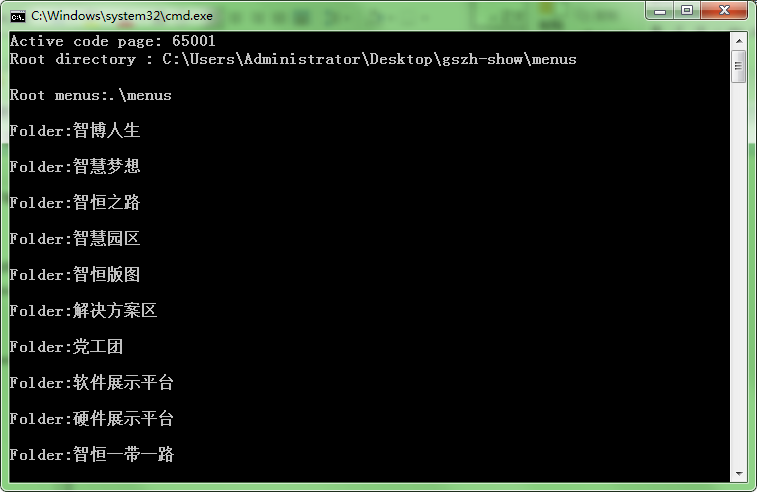 C:\Windows\system32\cmd.exe
Active code page: 65001
Root directory : C:\Users\Administrator\Desktop\gszh-show\menus
Root menus:.\menus
Folder:智博人生
Folder:智慧梦想
Folder:智恒之路
Folder:智慧园区
Folder:智恒版图
Folder:解决方案区
Folder:党工团
Folder:软件展示平台
Folder:硬件展示平台
Folder:智恒一带一路